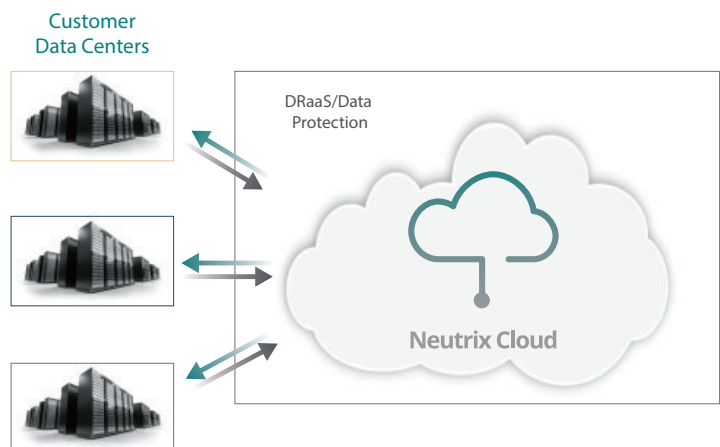 Customer
Data Centers
DRaaS/Data
Protection
Neutrix Cloud